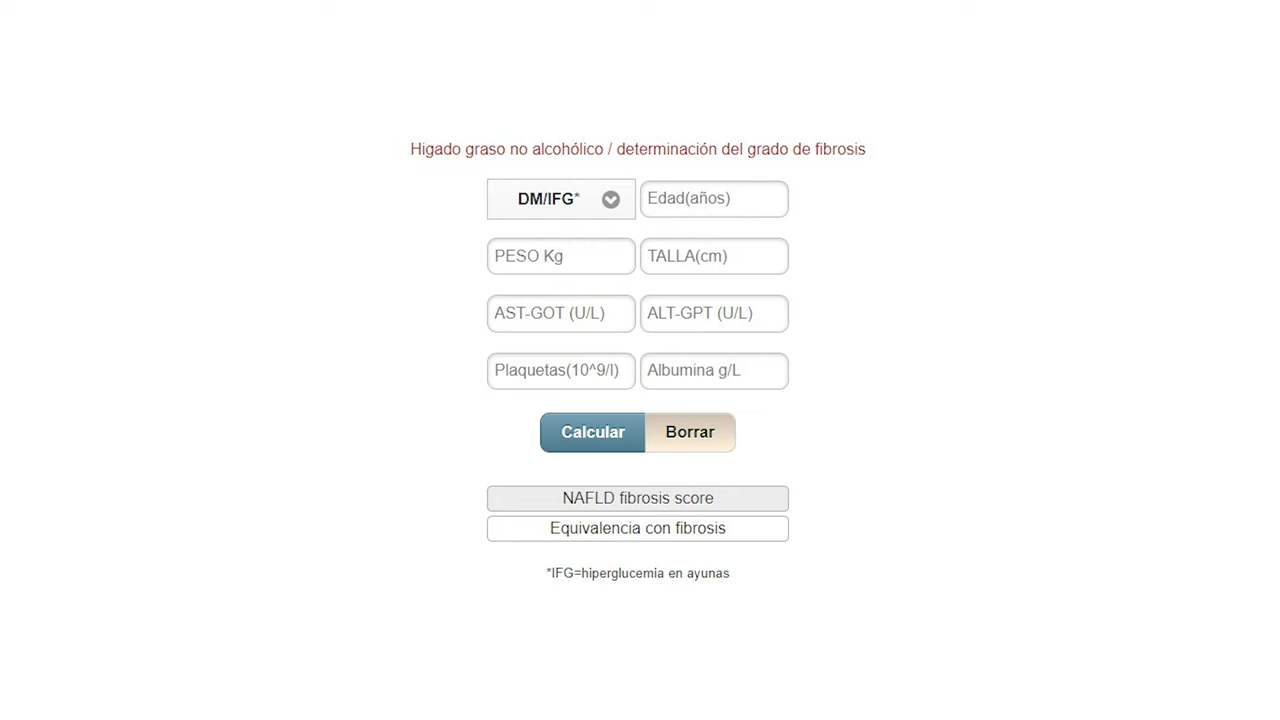 Higado graso no alcohólico / determinación del grado de fibrosis
DM/IFG* Edad(años)
PESO Kg TALLA(cm)
AST-GOT (U/L) ALT-GPT (U/L)
Plaquetas(10^9/l) Albumina g/L
Calcular Borrar
NAFLD fibrosis score
Equivalencia con fibrosis
*IFG=hiperglucemia en ayunas